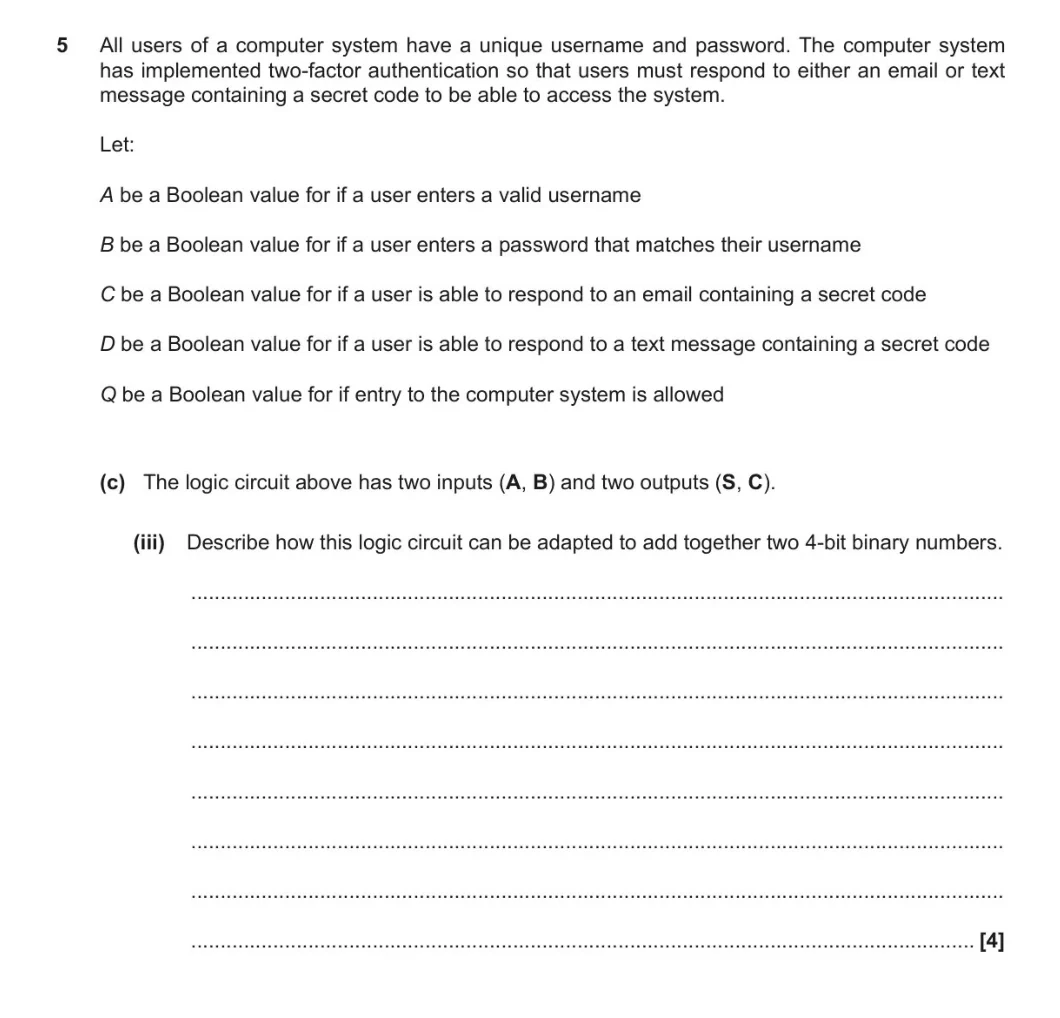 5 All users of a computer system have a unique username and password. The computer system
has implemented two-factor authentication so that users must respond to either an email or text
message containing a secret code to be able to access the system.
Let:
A be a Boolean value for if a user enters a valid username
B be a Boolean value for if a user enters a password that matches their username
C be a Boolean value for if a user is able to respond to an email containing a secret code
D be a Boolean value for if a user is able to respond to a text message containing a secret code
Q be a Boolean value for if entry to the computer system is allowed
(c) The logic circuit above has two inputs (A, B) and two outputs (S, C).
(iii) Describe how this logic circuit can be adapted to add together two 4-bit binary numbers.
[4]